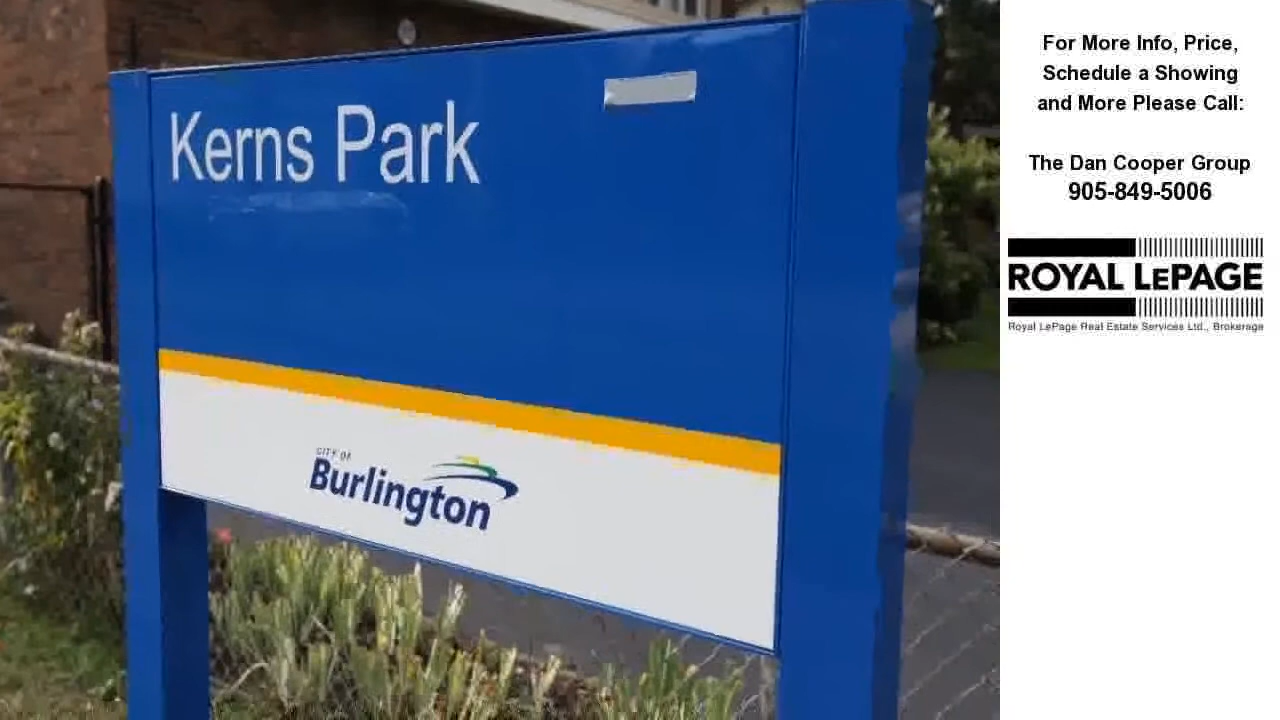 Kerns Park
CITY OF
Burlington
For More Info, Price,
Schedule a Showing
and More Please Call:
The Dan Cooper Group
905-849-5006
ROYAL LEPAGE
Royal LePage Real Estate Services Ltd., Brokerage